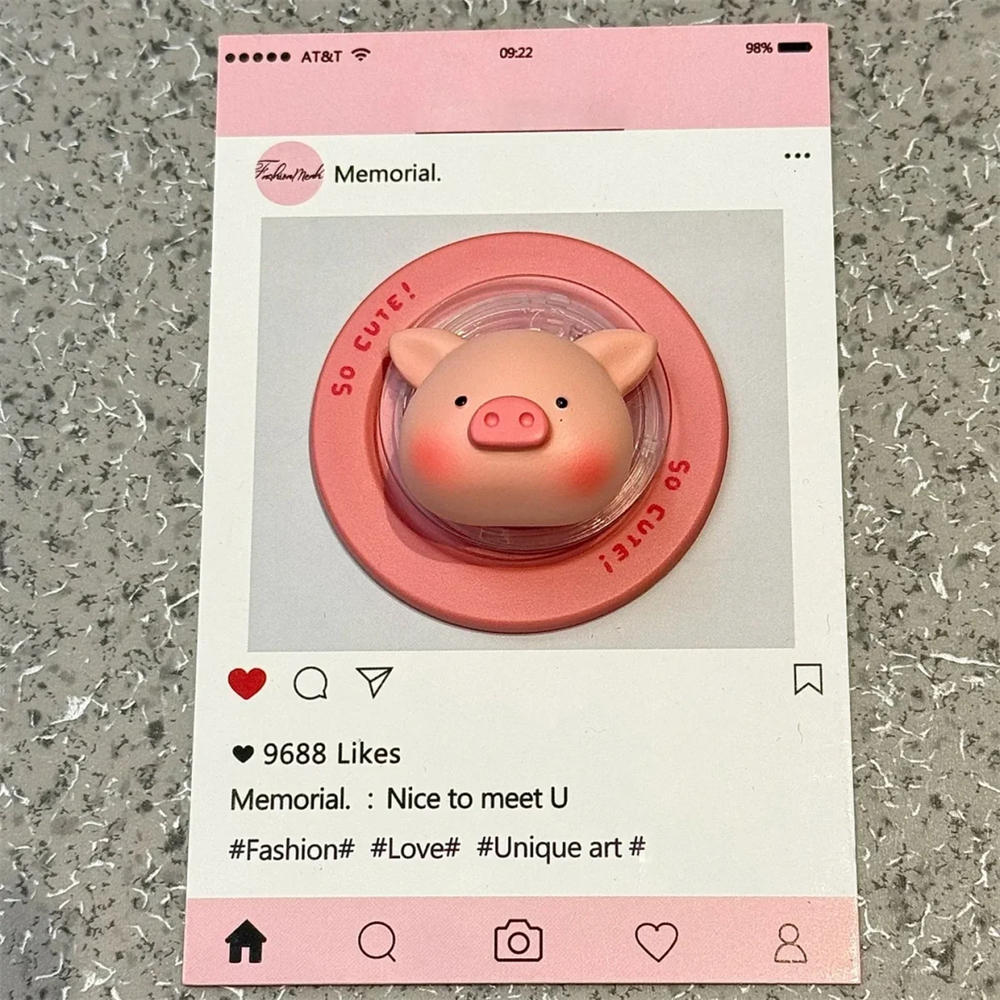 AT&T 09:22 98%
FashionMenh Memorial.
SO CUTE!
SO CUTE!
9688 Likes
Memorial. : Nice to meet U
#Fashion# #Love# #Unique art #